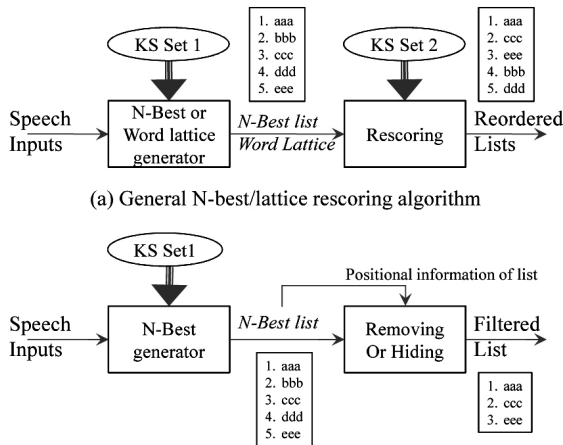 KS Set 1
1. aaa
2. bbb
3. ccc
4. ddd
5. eee
KS Set 2
1. aaa
2. ccc
3. eee
4. bbb
5. ddd
Speech
Inputs
N-Best or
Word lattice
generator
N-Best list
Word Lattice
Rescoring
Reordered
Lists
(a) General N-best/lattice rescoring algorithm
KS Set1
Positional information of list
Speech
Inputs
N-Best
generator
N-Best list
Removing
Or Hiding
Filtered
List
1. aaa
2. bbb
3. ccc
4. ddd
5. eee
1. aaa
2. ccc
3. eee